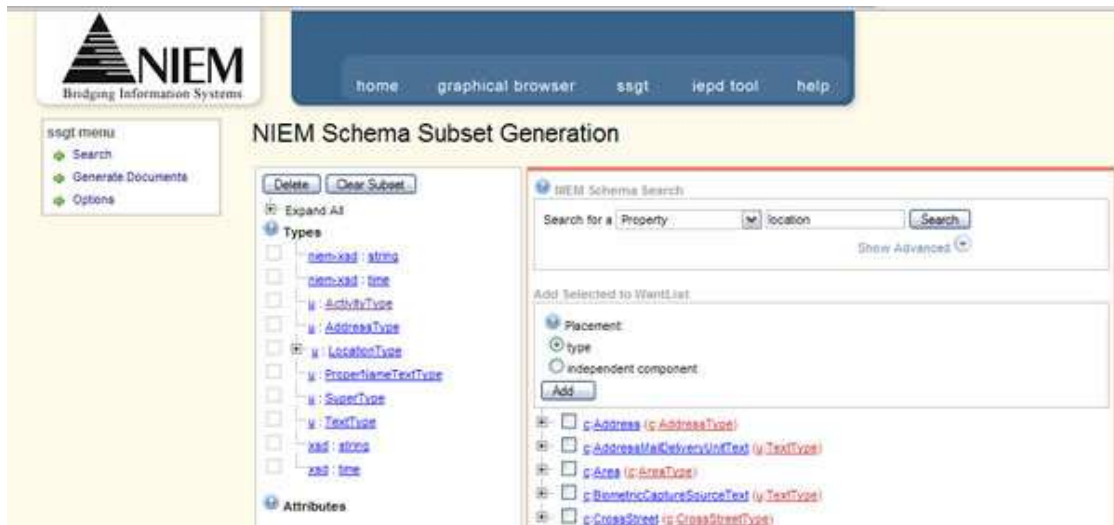 NIEM
Bridging Information Systems
home graphical browser ssgt iepd tool help
ssgt menu
Search
Generate Documents
Options
NIEM Schema Subset Generation
Delete Clear Subset
Expand All
Types
niem-xsd : string
niem-xsd : time
u : ActivityType
u : AddressType
u : LocationType
u : ProperNameTextType
u : SuperType
u : TextType
xsd : string
xsd : time
Attributes
NIEM Schema Search
Search for a Property location Search
Show Advanced
Add Selected to WantList
Placement
type
independent component
Add
c:Address (c:AddressType)
c:AddressMailDeliveryUnitText (u:TextType)
c:Area (c:AreaType)
c:BiometricCaptureSourceText (u:TextType)
c:CrossStreet (c:CrossStreetType)